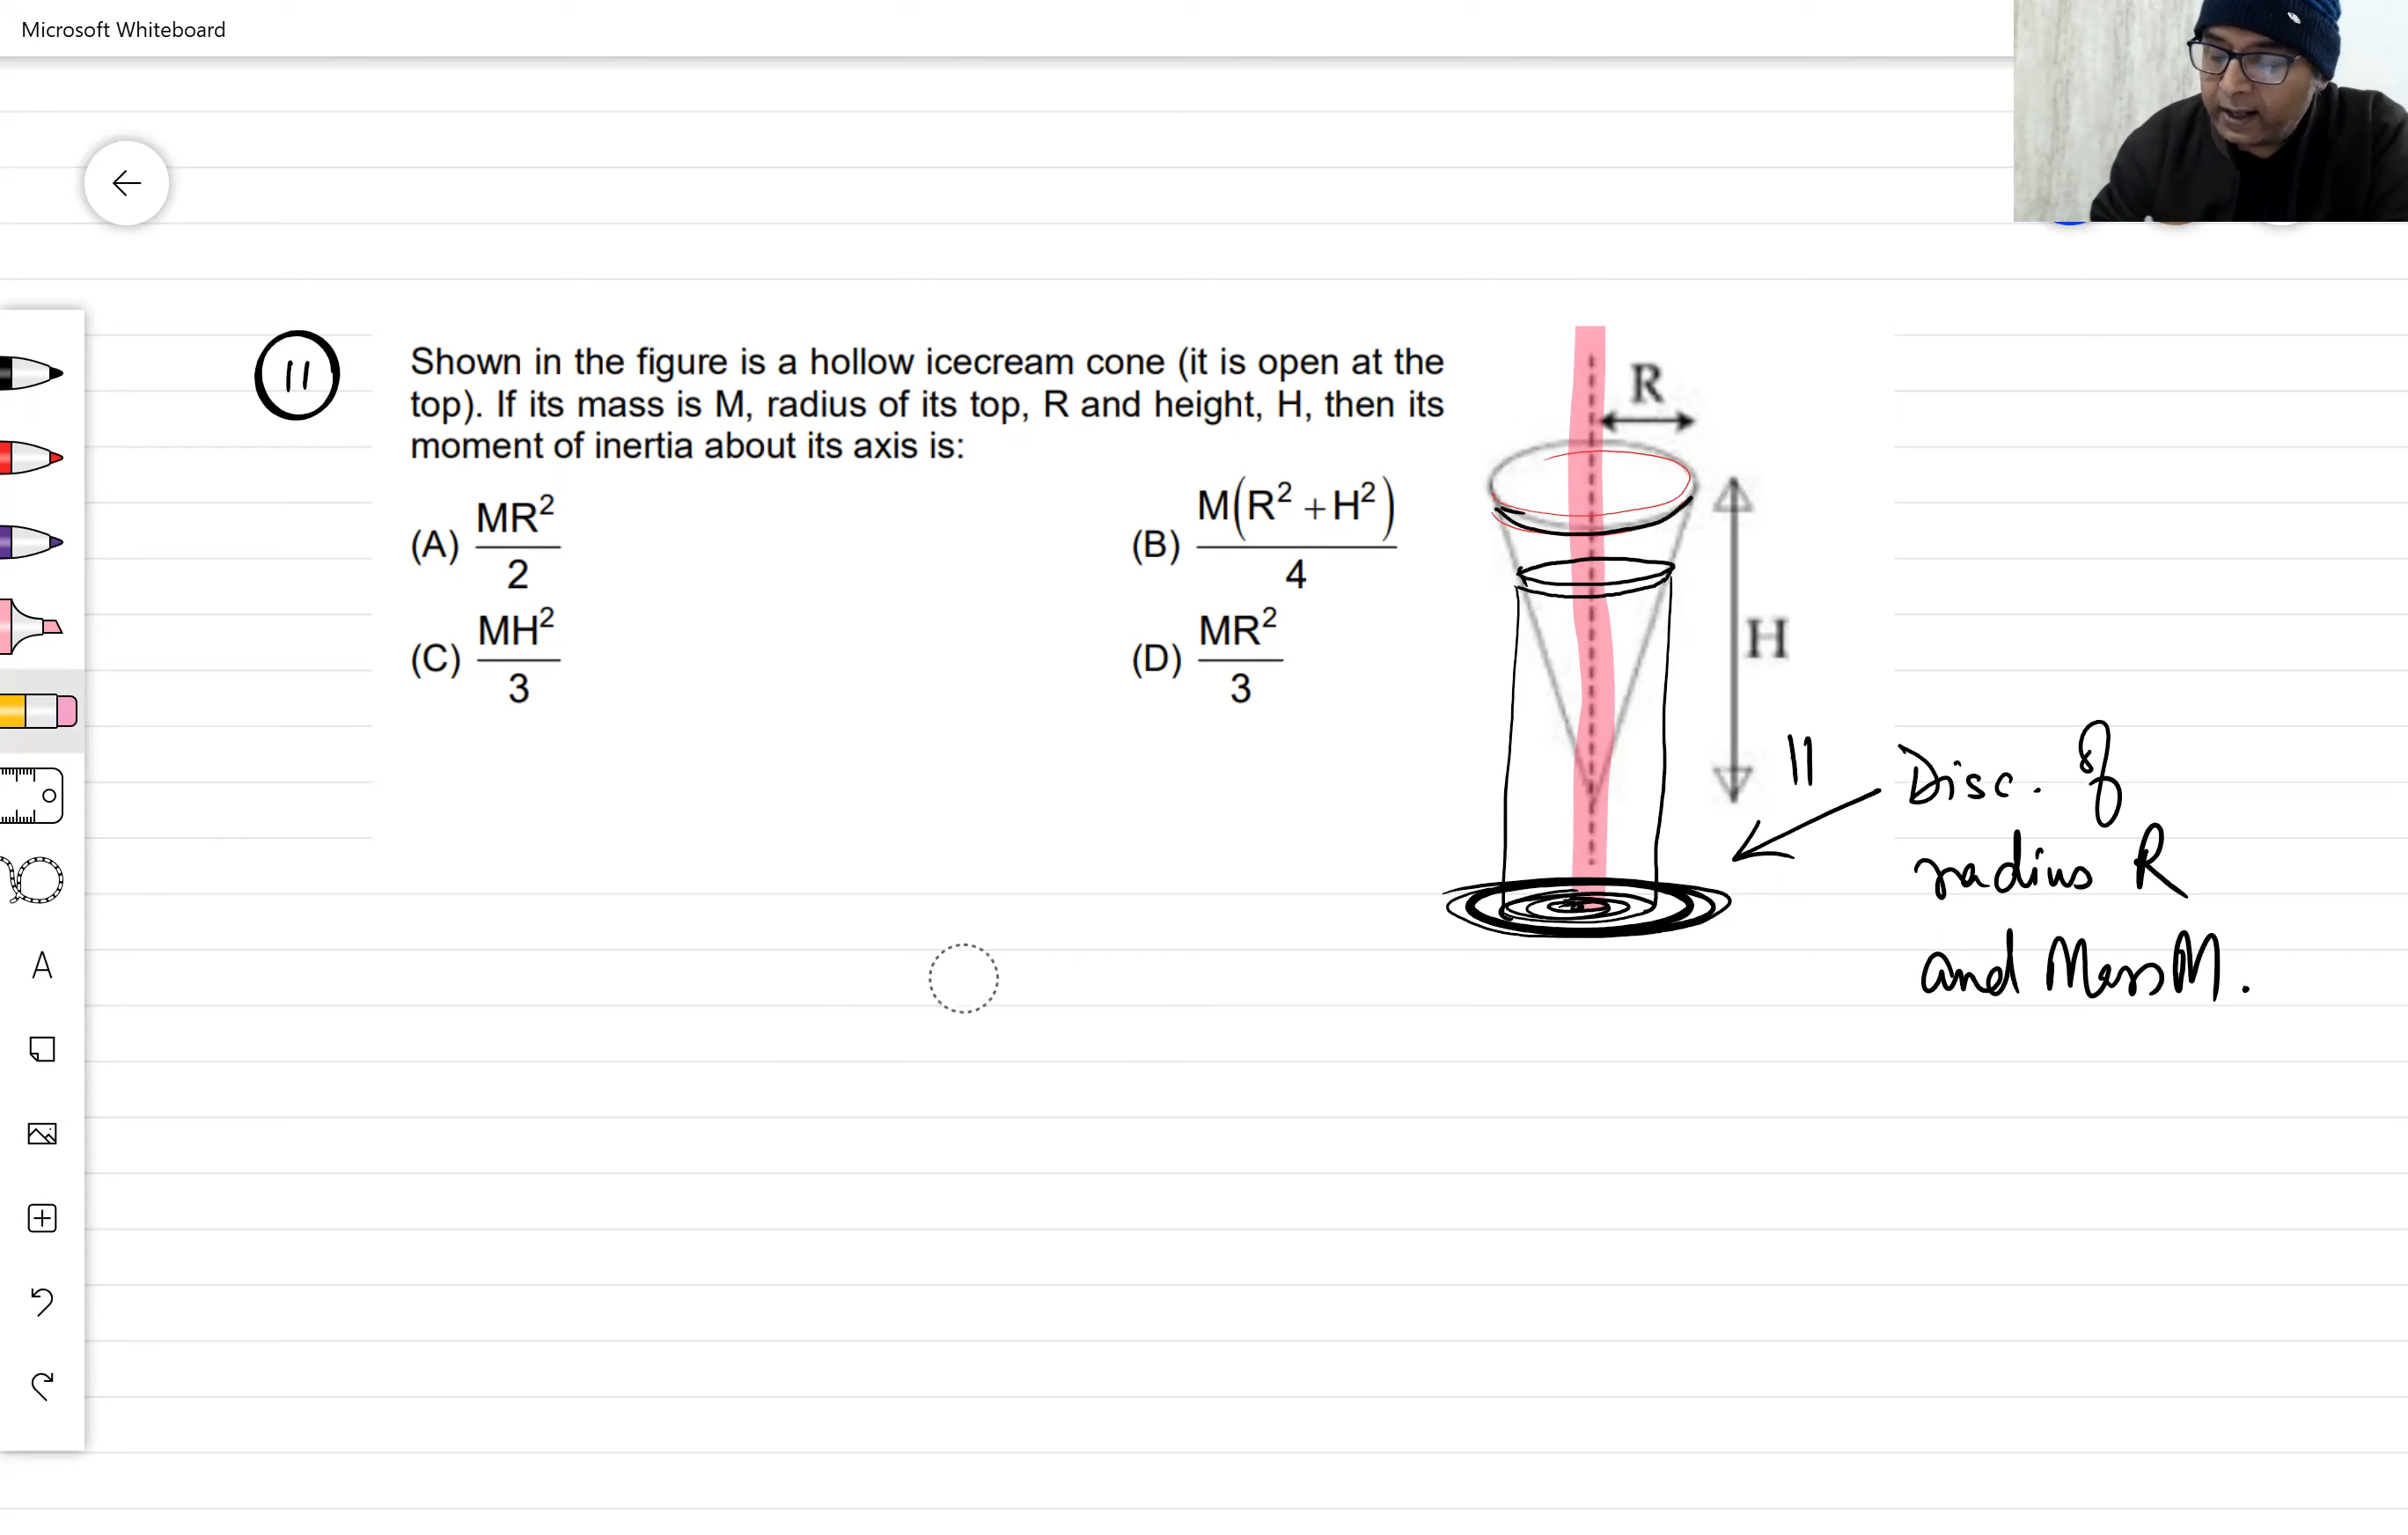 Microsoft Whiteboard
11
Shown in the figure is a hollow icecream cone (it is open at the
top). If its mass is M, radius of its top, R and height, H, then its
moment of inertia about its axis is:
(A) MR²/2
(B) M(R² + H²)/4
(C) MH²/3
(D) MR²/3
R
H
||
Disc. of
radius R
and Mass M.
A